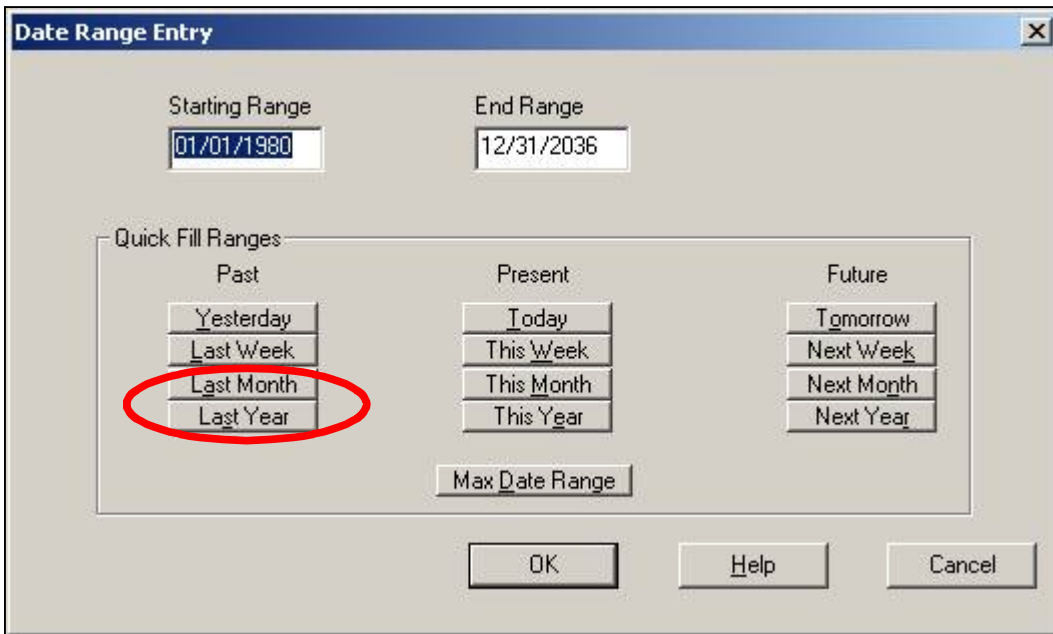 Date Range Entry
Starting Range End Range
01/01/1980 12/31/2036
Quick Fill Ranges
Past Present Future
Yesterday Today Tomorrow
Last Week This Week Next Week
Last Month This Month Next Month
Last Year This Year Next Year
Max Date Range
OK Help Cancel